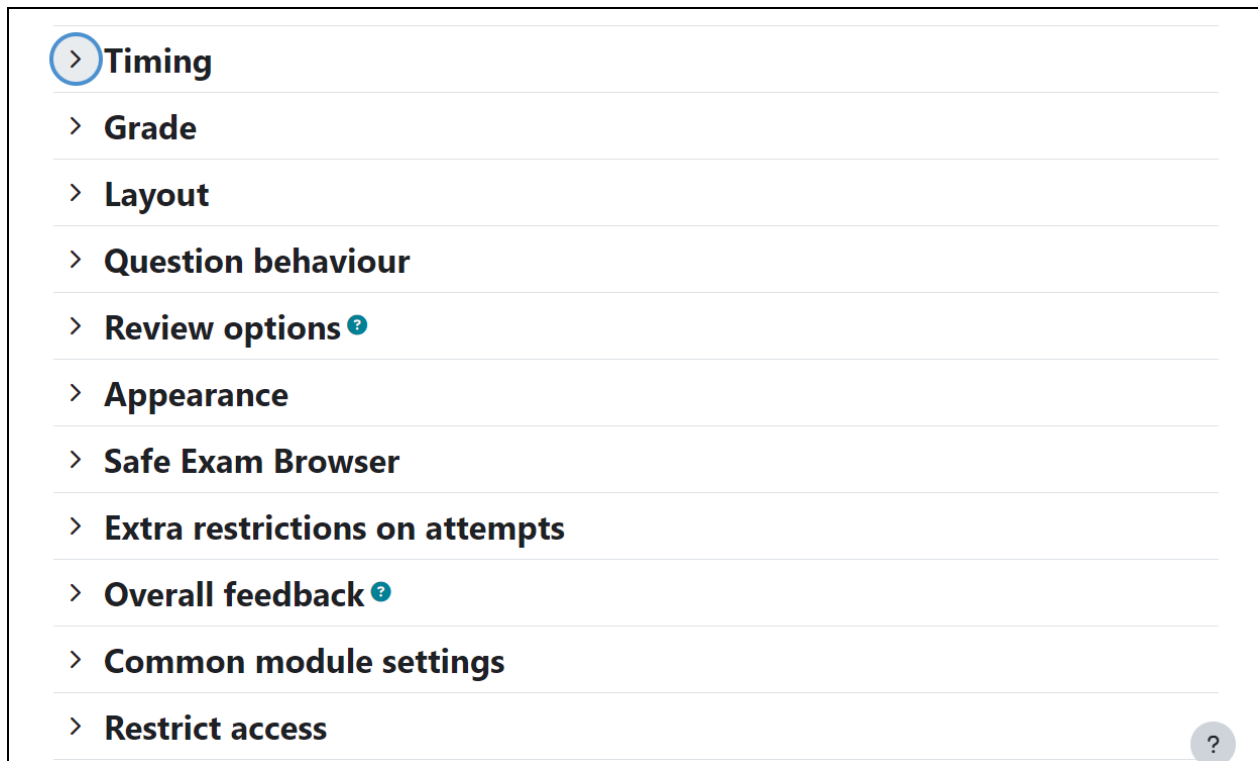 Timing
Grade
Layout
Question behaviour
Review options ?
Appearance
Safe Exam Browser
Extra restrictions on attempts
Overall feedback ?
Common module settings
Restrict access
?